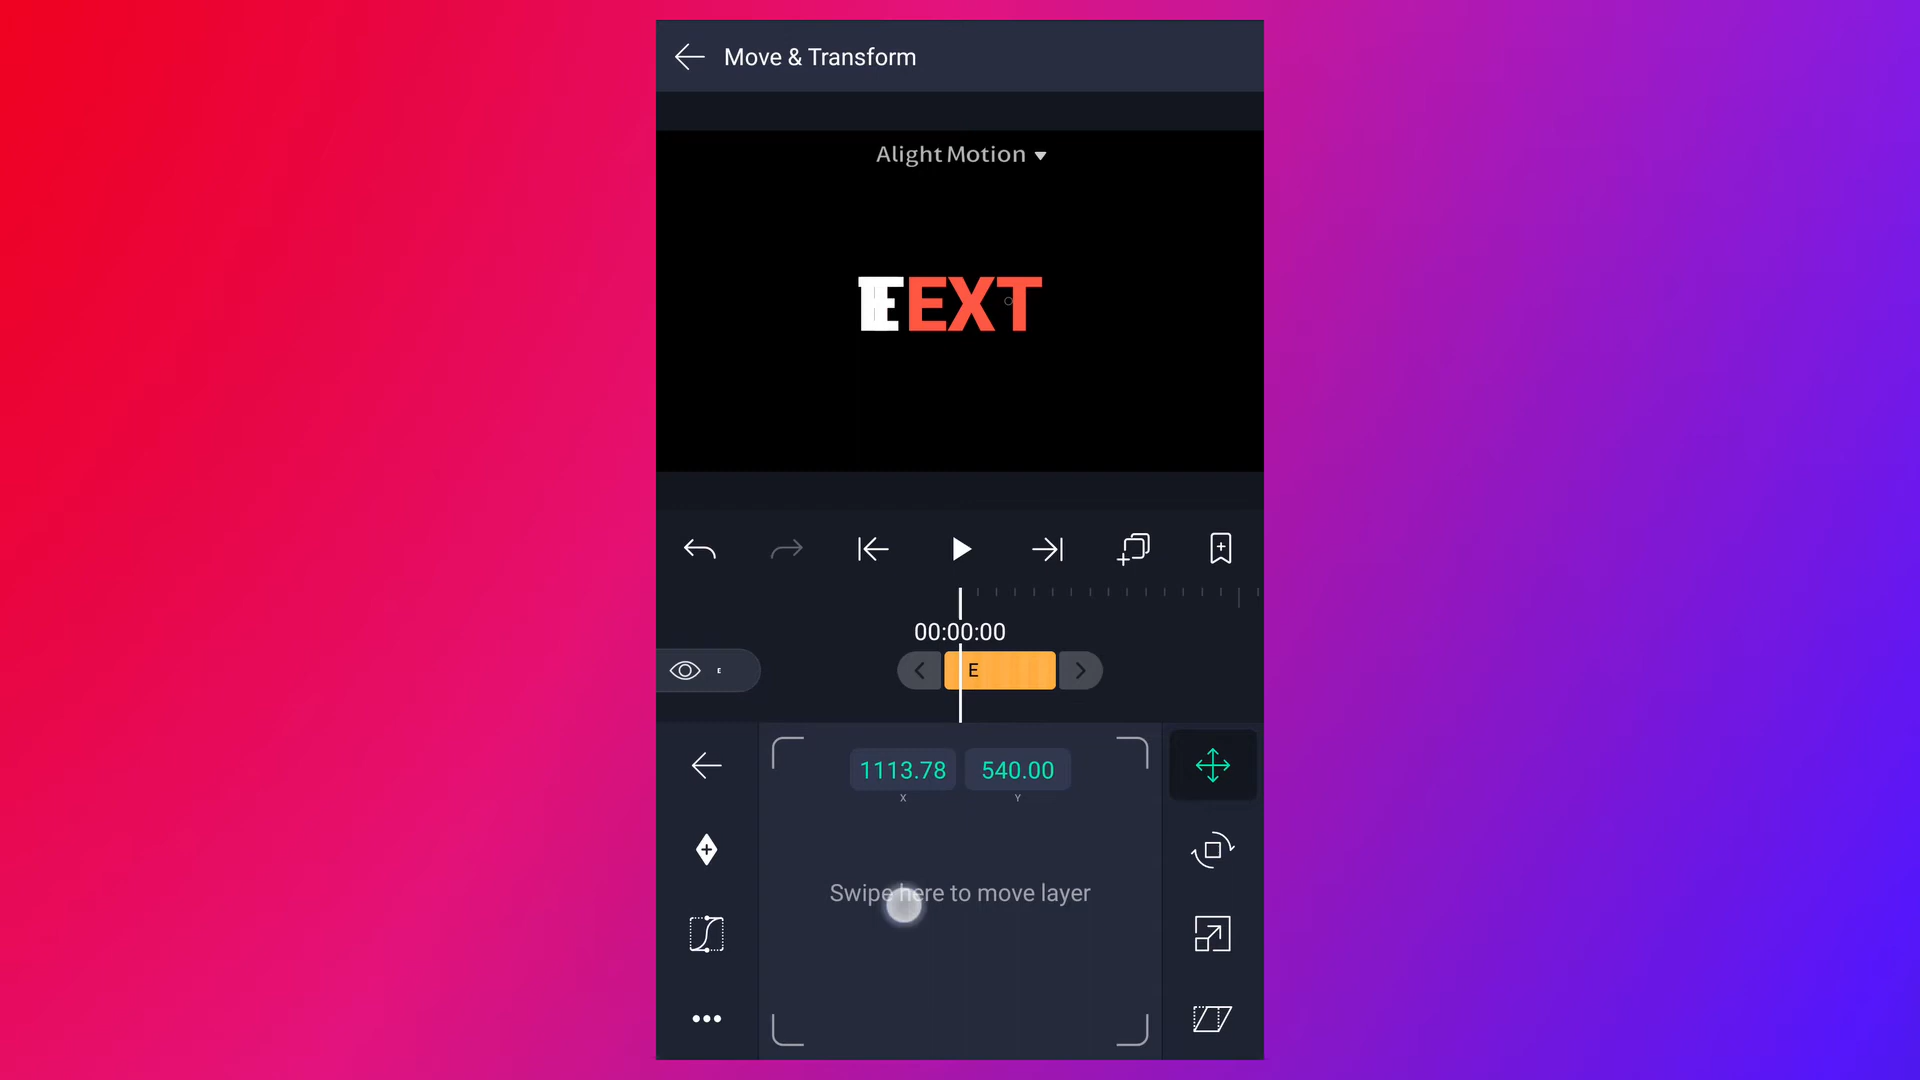 Move & Transform
Alight Motion
EEXT
00:00:00
E
E
1113.78 540.00
X Y
Swipe here to move layer